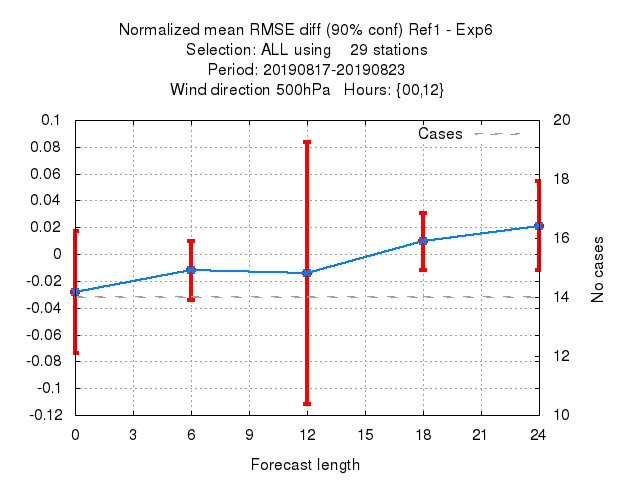 Normalized mean RMSE diff (90% conf) Ref1 - Exp6
Selection: ALL using    29 stations
Period: 20190817-20190823
Wind direction 500hPa   Hours: {00,12}
Cases
0.1
0.08
0.06
0.04
0.02
0
-0.02
-0.04
-0.06
-0.08
-0.1
-0.12
20
18
16
14
12
10
No cases
0 3 6 9 12 15 18 21 24
Forecast length